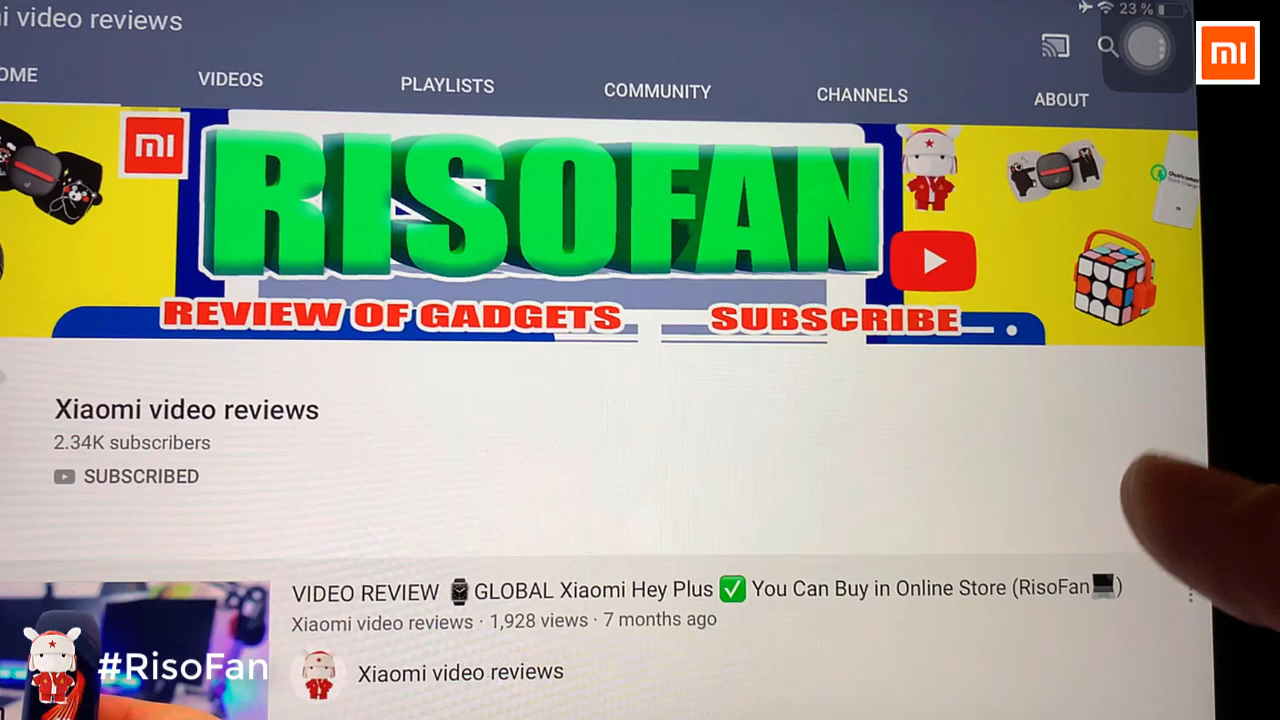 i video reviews
23 %
OME
VIDEOS
PLAYLISTS
COMMUNITY
CHANNELS
ABOUT
mi
mi
RISOFAN
Qualcomm
REVIEW OF GADGETS
SUBSCRIBE
Xiaomi video reviews
2.34K subscribers
SUBSCRIBED
VIDEO REVIEW ⌚GLOBAL Xiaomi Hey Plus ✅ You Can Buy in Online Store (RisoFan💻)
Xiaomi video reviews · 1,928 views · 7 months ago
Xiaomi video reviews
#RisoFan